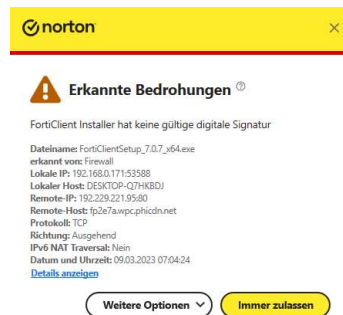 norton
Erkannte Bedrohungen
FortiClient Installer hat keine gültige digitale Signatur
Dateiname: FortiClientSetup_7.0.7_x64.exe
erkannt von: Firewall
Lokale IP: 192.168.0.171:53588
Lokaler Host: DESKTOP-Q7HKBDJ
Remote-IP: 192.229.221.95:80
Remote-Host: fp2e7a.wpc.phicdn.net
Protokoll: TCP
Richtung: Ausgehend
IPv6 NAT Traversal: Nein
Datum und Uhrzeit: 09.03.2023 07:04:24
Details anzeigen
Weitere Optionen
Immer zulassen